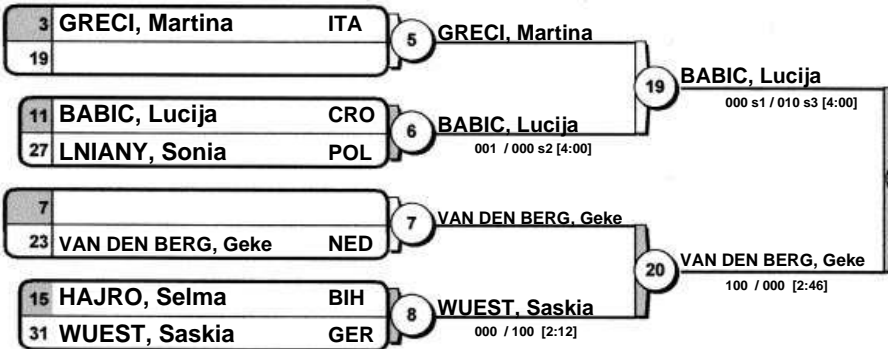 3 GRECI, Martina ITA
19
5
GRECI, Martina
11 BABIC, Lucija CRO
27 LNIANY, Sonia POL
6
BABIC, Lucija
001 / 000 s2 [4:00]
19
BABIC, Lucija
000 s1 / 010 s3 [4:00]
7
23 VAN DEN BERG, Geke NED
7
VAN DEN BERG, Geke
15 HAJRO, Selma BIH
31 WUEST, Saskia GER
8
WUEST, Saskia
000 / 100 [2:12]
20
VAN DEN BERG, Geke
100 / 000 [2:46]